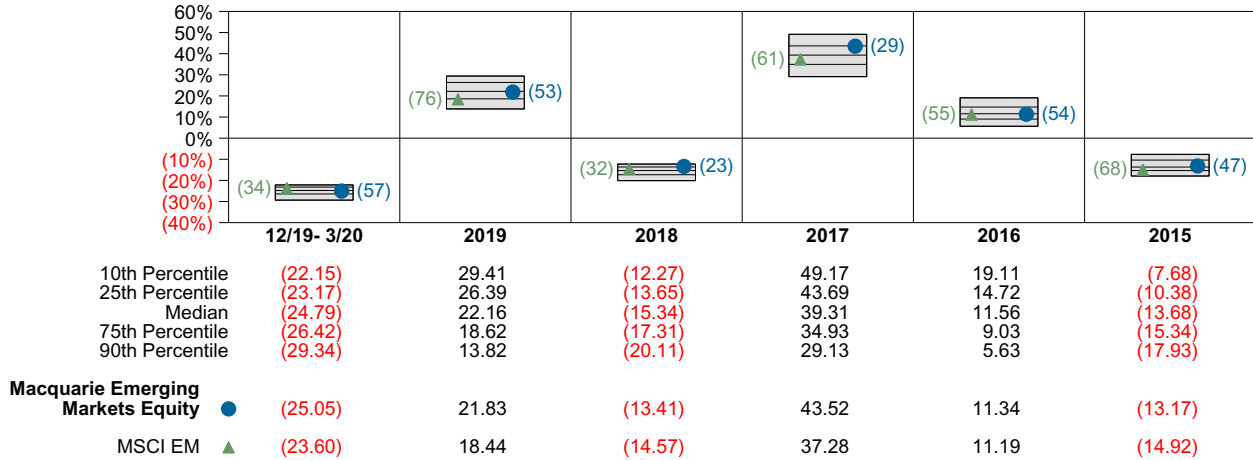 60%
50%
40%
30%
20%
10%
0%
(10%)
(20%)
(30%)
(40%)
(34) (57)
(76) (53)
(32) (23)
(61) (29)
(55) (54)
(68) (47)
12/19- 3/20 2019 2018 2017 2016 2015
10th Percentile (22.15) 29.41 (12.27) 49.17 19.11 (7.68)
25th Percentile (23.17) 26.39 (13.65) 43.69 14.72 (10.38)
Median (24.79) 22.16 (15.34) 39.31 11.56 (13.68)
75th Percentile (26.42) 18.62 (17.31) 34.93 9.03 (15.34)
90th Percentile (29.34) 13.82 (20.11) 29.13 5.63 (17.93)
Macquarie Emerging
Markets Equity (25.05) 21.83 (13.41) 43.52 11.34 (13.17)
MSCI EM (23.60) 18.44 (14.57) 37.28 11.19 (14.92)